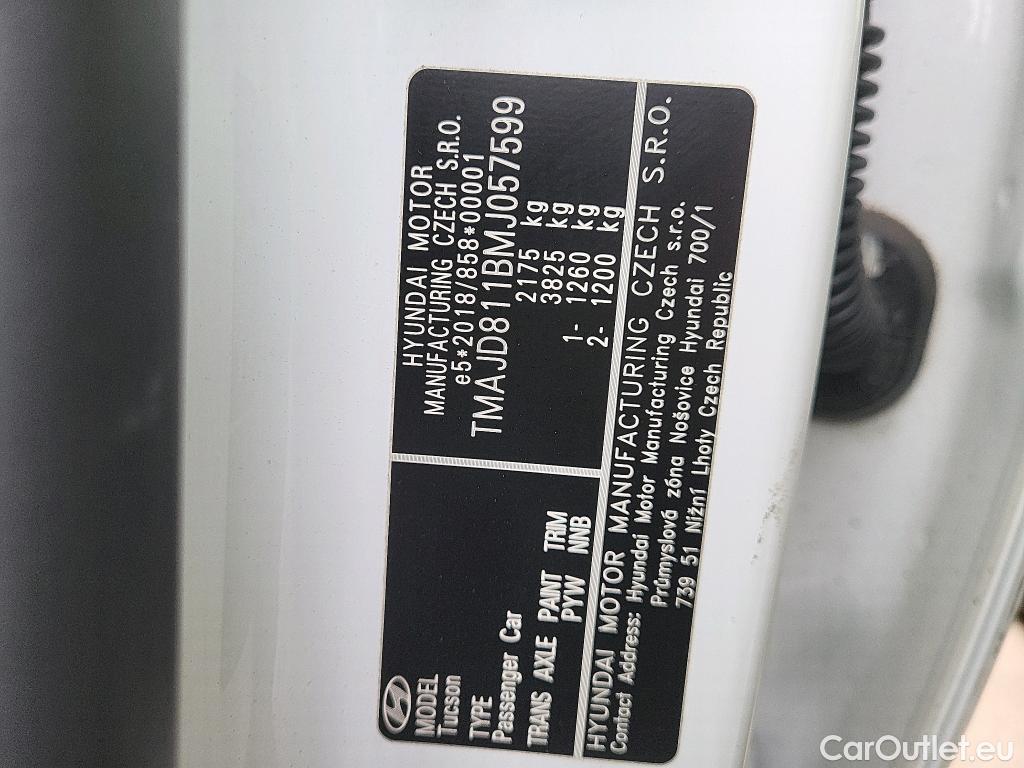 MODEL
Tucson
TYPE
Passenger Car
TRANS AXLE PAINT TRIM
PYW NNB
HYUNDAI MOTOR
MANUFACTURING CZECH S.R.O.
e5*2018/858*00001
TMAJD811BMJ057599
2175 kg
3825 kg
1- 1260 kg
2- 1200 kg
HYUNDAI MOTOR MANUFACTURING CZECH S.R.O.
Contact Address: Hyundai Motor Manufacturing Czech s.r.o.
Průmyslová zóna Nošovice Hyundai 700/1
739 51 Nižní Lhoty Czech Republic
CarOutlet.eu